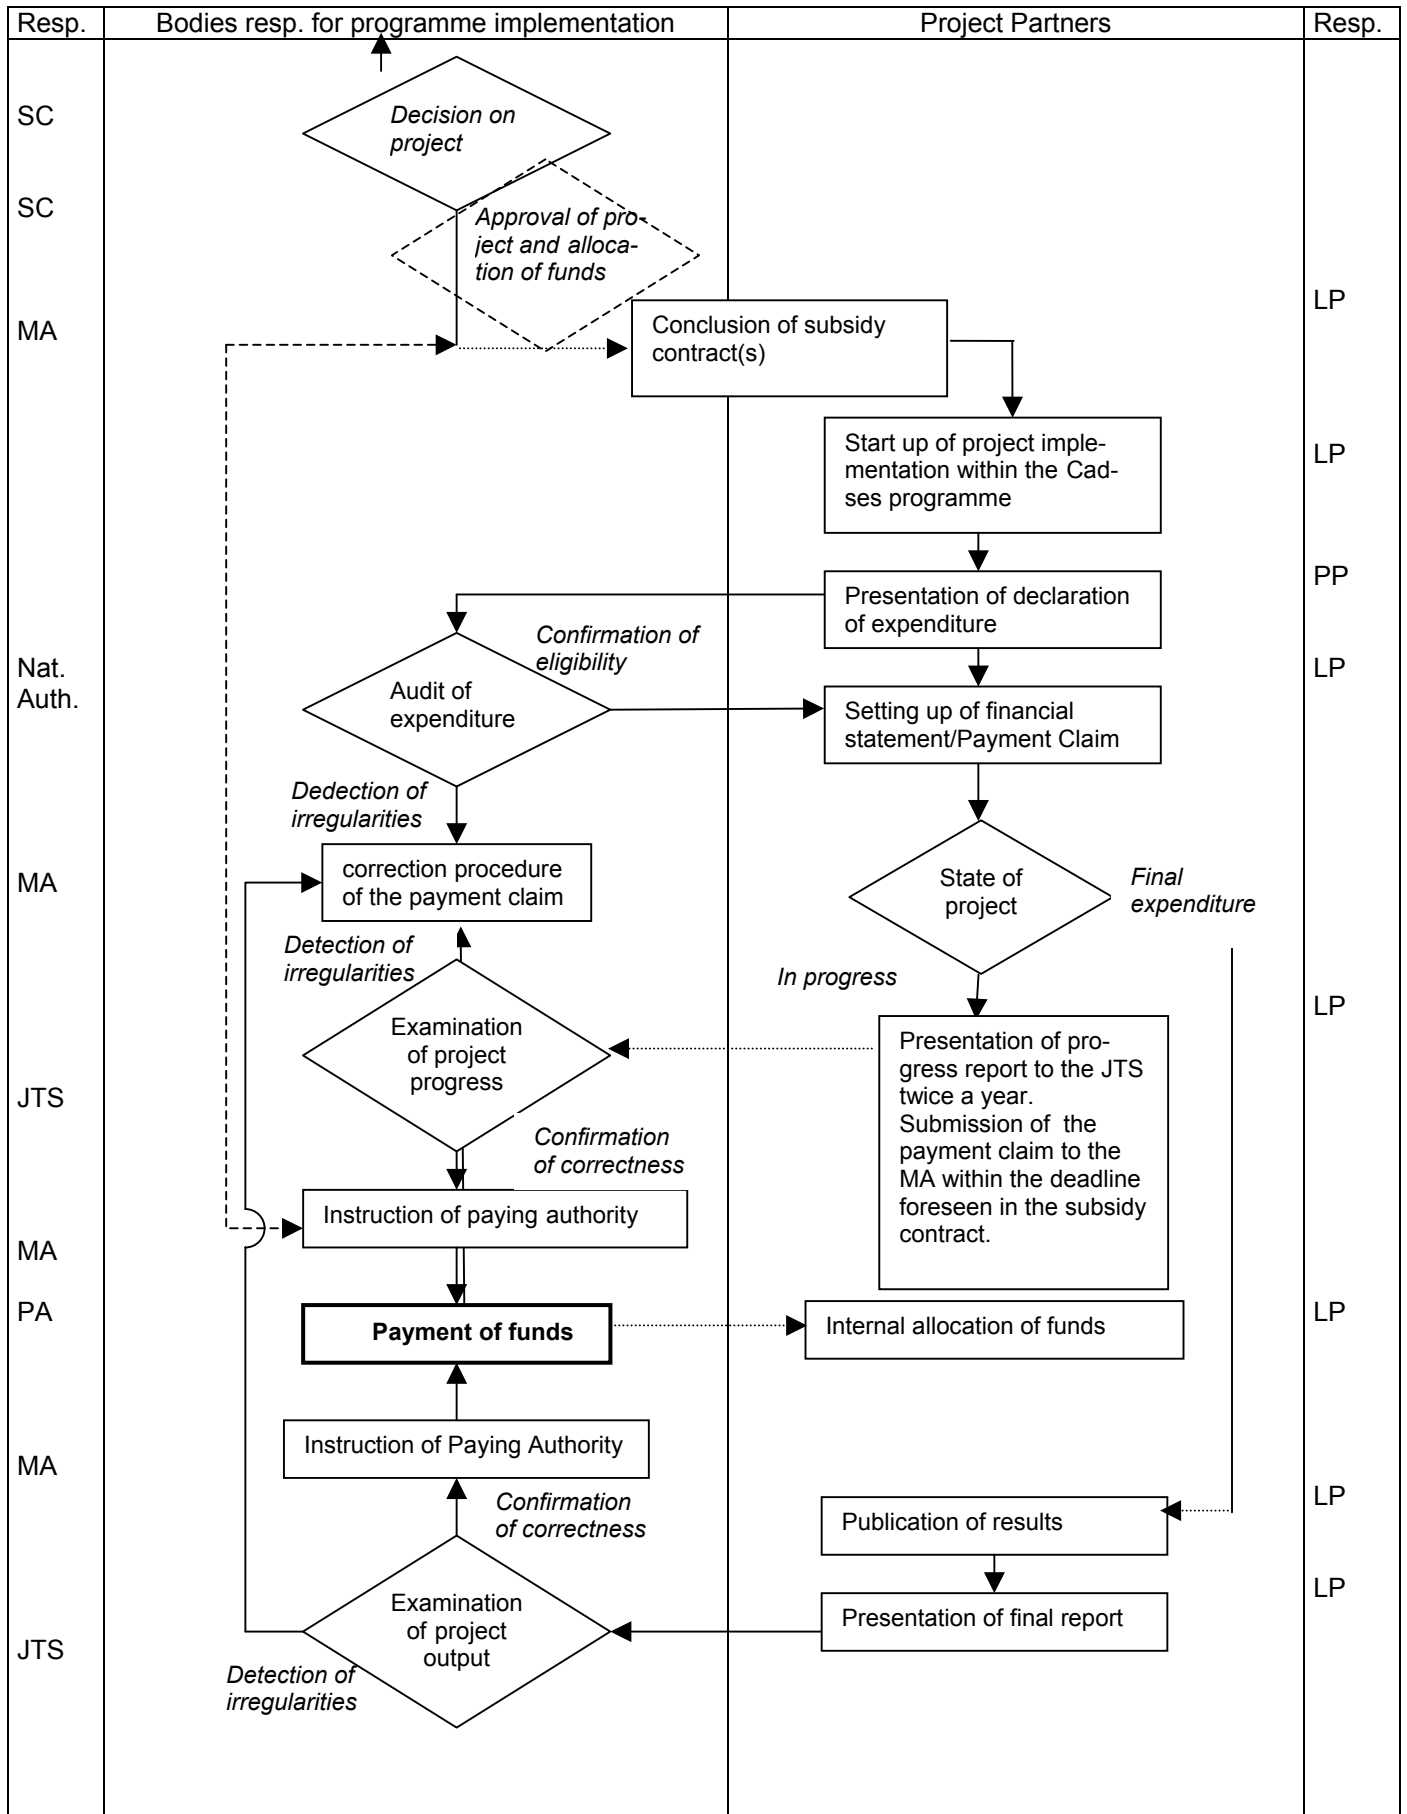 Resp.
Bodies resp. for programme implementation
Project Partners
Resp.
SC
Decision on
project
SC
Approval of pro-
ject and alloca-
tion of funds
LP
MA
Conclusion of subsidy
contract(s)
Start up of project imple-
mentation within the Cad-
ses programme
LP
PP
Presentation of declaration
of expenditure
Confirmation of
eligibility
Nat.
Auth.
Audit of
expenditure
LP
Setting up of financial
statement/Payment Claim
Dedection of
irregularities
MA
correction procedure
of the payment claim
State of
project
Final
expenditure
Detection of
irregularities
In progress
LP
Examination
of project
progress
Presentation of pro-
gress report to the JTS
twice a year.
Submission of the
payment claim to the
MA within the deadline
foreseen in the subsidy
contract.
JTS
Confirmation
of correctness
Instruction of paying authority
MA
PA
Payment of funds
Internal allocation of funds
LP
Instruction of Paying Authority
MA
Confirmation
of correctness
LP
Publication of results
LP
Examination
of project
output
Presentation of final report
JTS
Detection of
irregularities